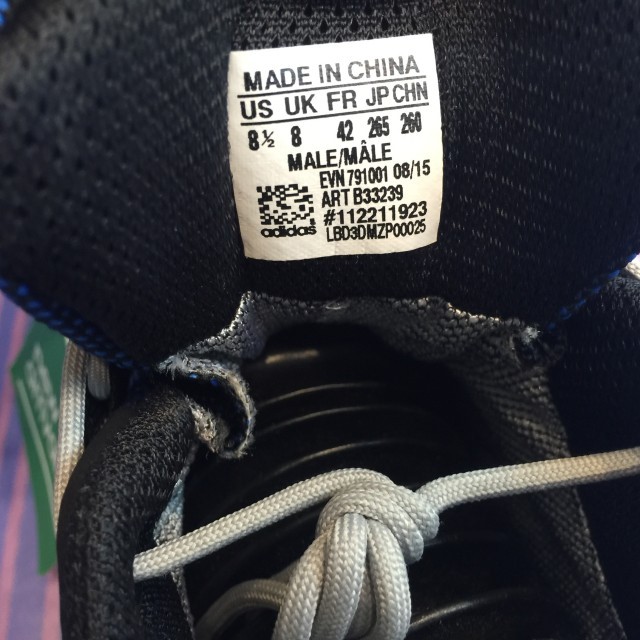 MADE IN CHINA
US UK FR JP CHN
8½ 8 42 265 260
MALE/MÂLE
EVN 791001 08/15
ART B33239
#112211923
adidas LBD3DMZP00025